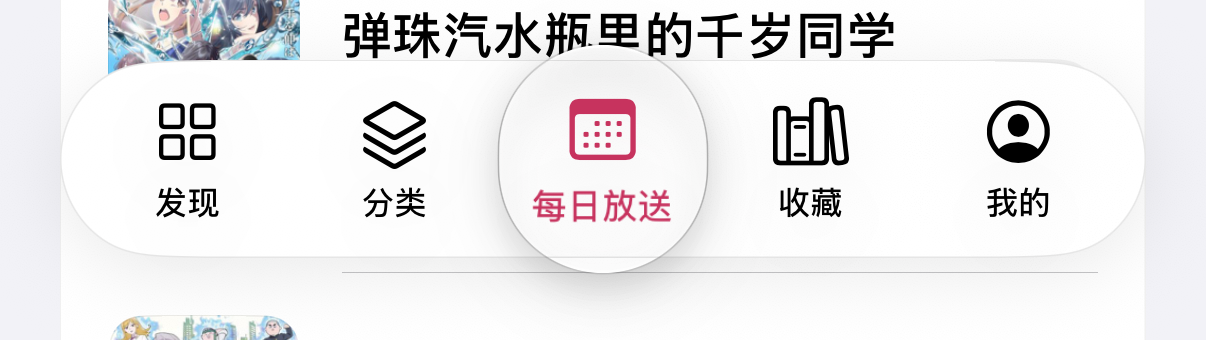 弹珠汽水瓶里的千岁同学
发现
分类
每日放送
收藏
我的